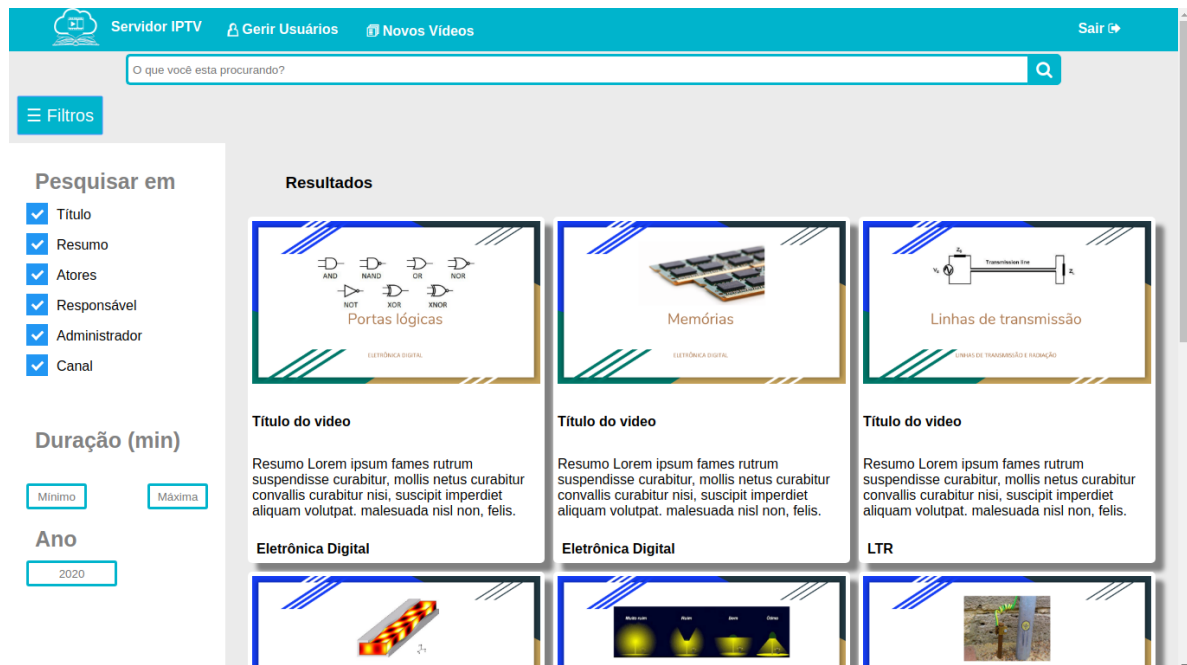 Servidor IPTV
Gerir Usuários
Novos Vídeos
Sair
O que você esta procurando?
☰ Filtros
Pesquisar em
Título
Resumo
Atores
Responsável
Administrador
Canal
Duração (min)
Mínimo
Máxima
Ano
2020
Resultados
AND NAND OR NOR
NOT XOR XNOR
Portas lógicas
ELETRÔNICA DIGITAL
Título do video
Resumo Lorem ipsum fames rutrum
suspendisse curabitur, mollis netus curabitur
convallis curabitur nisi, suscipit imperdiet
aliquam volutpat. malesuada nisl non, felis.
Eletrônica Digital
Memórias
ELETRÔNICA DIGITAL
Título do video
Resumo Lorem ipsum fames rutrum
suspendisse curabitur, mollis netus curabitur
convallis curabitur nisi, suscipit imperdiet
aliquam volutpat. malesuada nisl non, felis.
Eletrônica Digital
Transmission line
Linhas de transmissão
LINHAS DE TRANSMISSÃO E RADIAÇÃO
Título do video
Resumo Lorem ipsum fames rutrum
suspendisse curabitur, mollis netus curabitur
convallis curabitur nisi, suscipit imperdiet
aliquam volutpat. malesuada nisl non, felis.
LTR
Muito ruim Ruim Bom Ótimo